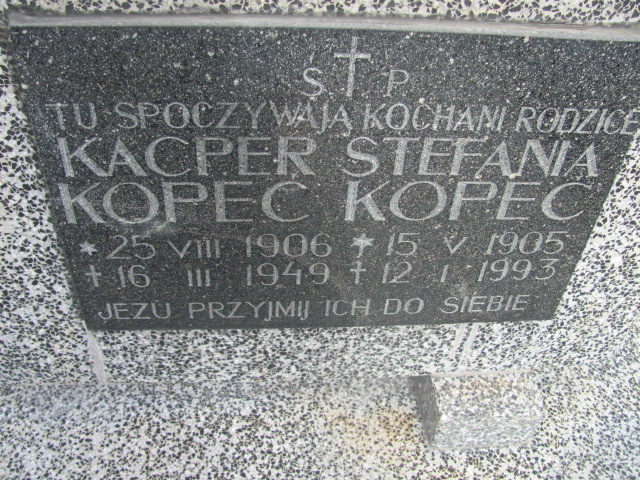 Ś † P
TU SPOCZYWAJĄ KOCHANI RODZICE
KACPER STEFANIA
KOPEC KOPEC
* 25 VIII 1906 * 15 V 1905
† 16 III 1949 † 12 I 1993
JEZU PRZYJMIJ ICH DO SIEBIE